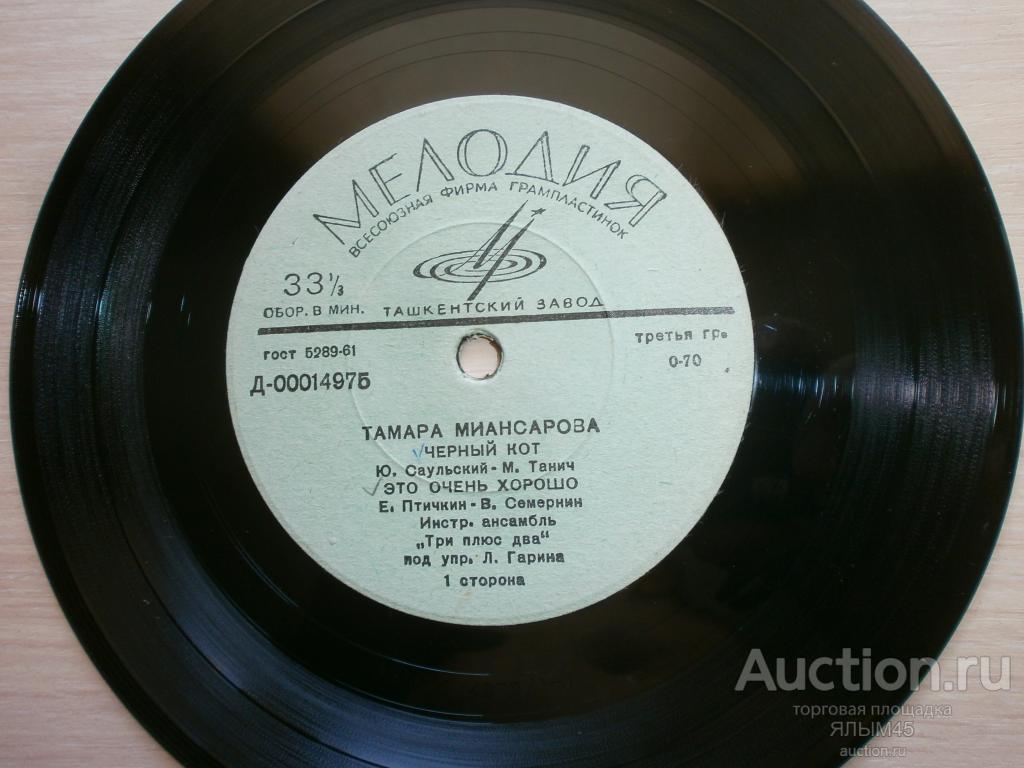 МЕЛОДИЯ
ВСЕСОЮЗНАЯ ФИРМА ГРАМПЛАСТИНОК
33⅓
ОБОР. В МИН.
ТАШКЕНТСКИЙ ЗАВОД
ГОСТ 5289-61
третья гр.
Д-00014975
0-70
ТАМАРА МИАНСАРОВА
ЧЕРНЫЙ КОТ
Ю. Саульский - М. Танич
ЭТО ОЧЕНЬ ХОРОШО
Е. Птичкин - В. Семернин
Инстр. ансамбль
„Три плюс два“
под упр. Л. Гарина
1 сторона
Auction.ru
торговая площадка
ЯЛЫМ45
auction.ru